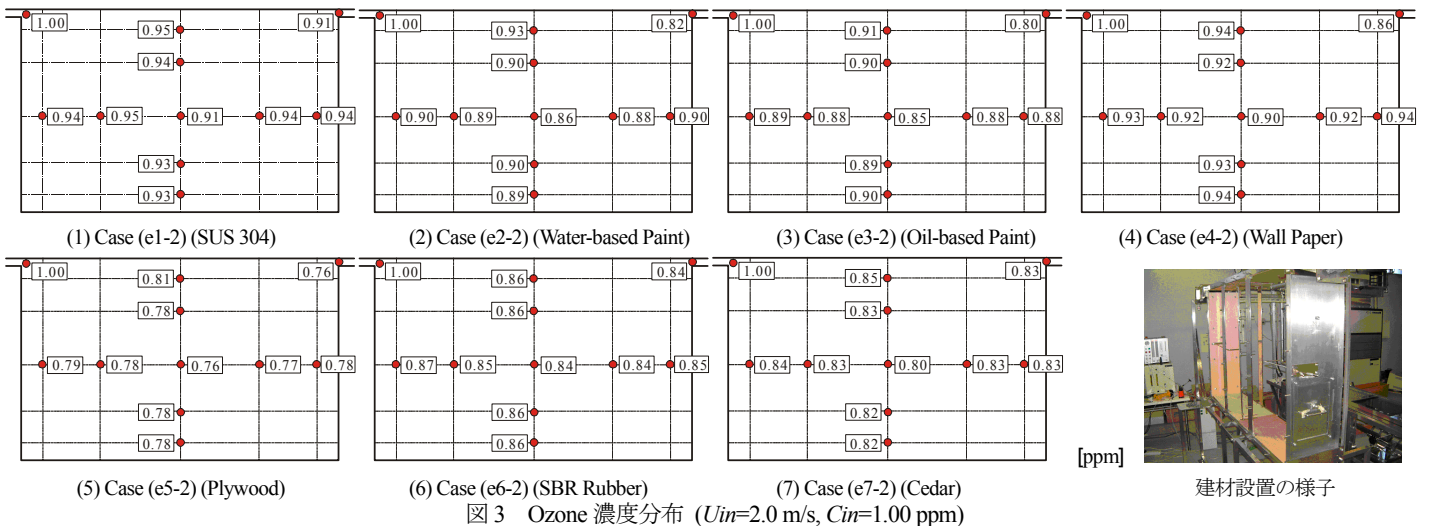 1.00 0.95 0.91
0.94
0.94 0.95 0.91 0.94 0.94
0.93
0.93
(1) Case (e1-2) (SUS 304)
1.00 0.93 0.82
0.90
0.90 0.89 0.86 0.88 0.90
0.90
0.89
(2) Case (e2-2) (Water-based Paint)
1.00 0.91 0.80
0.90
0.89 0.88 0.85 0.88 0.88
0.89
0.90
(3) Case (e3-2) (Oil-based Paint)
1.00 0.94 0.86
0.92
0.93 0.92 0.90 0.92 0.94
0.93
0.94
(4) Case (e4-2) (Wall Paper)
1.00 0.81 0.76
0.78
0.79 0.78 0.76 0.77 0.78
0.78
0.78
(5) Case (e5-2) (Plywood)
1.00 0.86 0.84
0.86
0.87 0.85 0.84 0.84 0.85
0.86
0.86
(6) Case (e6-2) (SBR Rubber)
1.00 0.85 0.83
0.83
0.84 0.83 0.80 0.83 0.83
0.82
0.82
(7) Case (e7-2) (Cedar)
[ppm]
建材設置の様子
図 3 Ozone 濃度分布 (Uin=2.0 m/s, Cin=1.00 ppm)